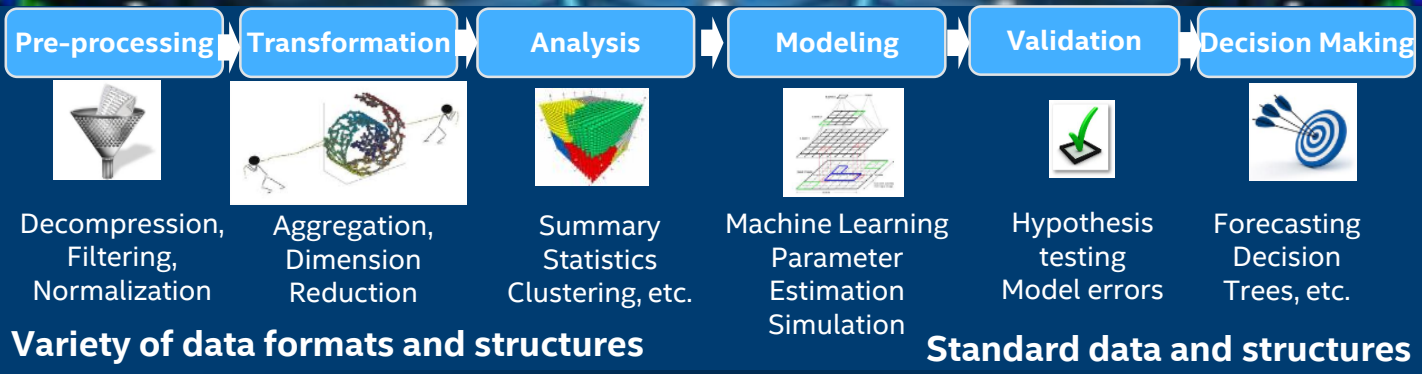 Pre-processing
Transformation
Analysis
Modeling
Validation
Decision Making
Decompression,
Filtering,
Normalization
Aggregation,
Dimension
Reduction
Summary
Statistics
Clustering, etc.
Machine Learning
Parameter
Estimation
Simulation
Hypothesis
testing
Model errors
Forecasting
Decision
Trees, etc.
Variety of data formats and structures
Standard data and structures